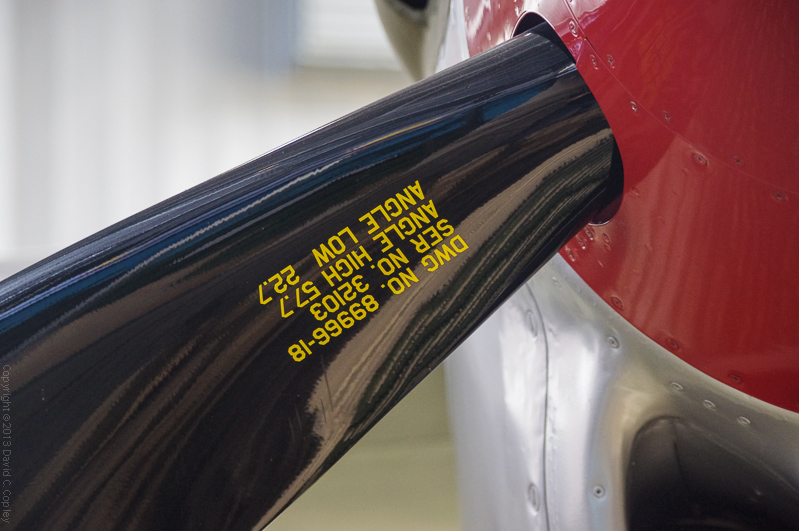 DWG NO. 89966-18
SER NO. 32103
ANGLE HIGH 57.7
ANGLE LOW 22.7
Copyright ©2013 David C. Copley